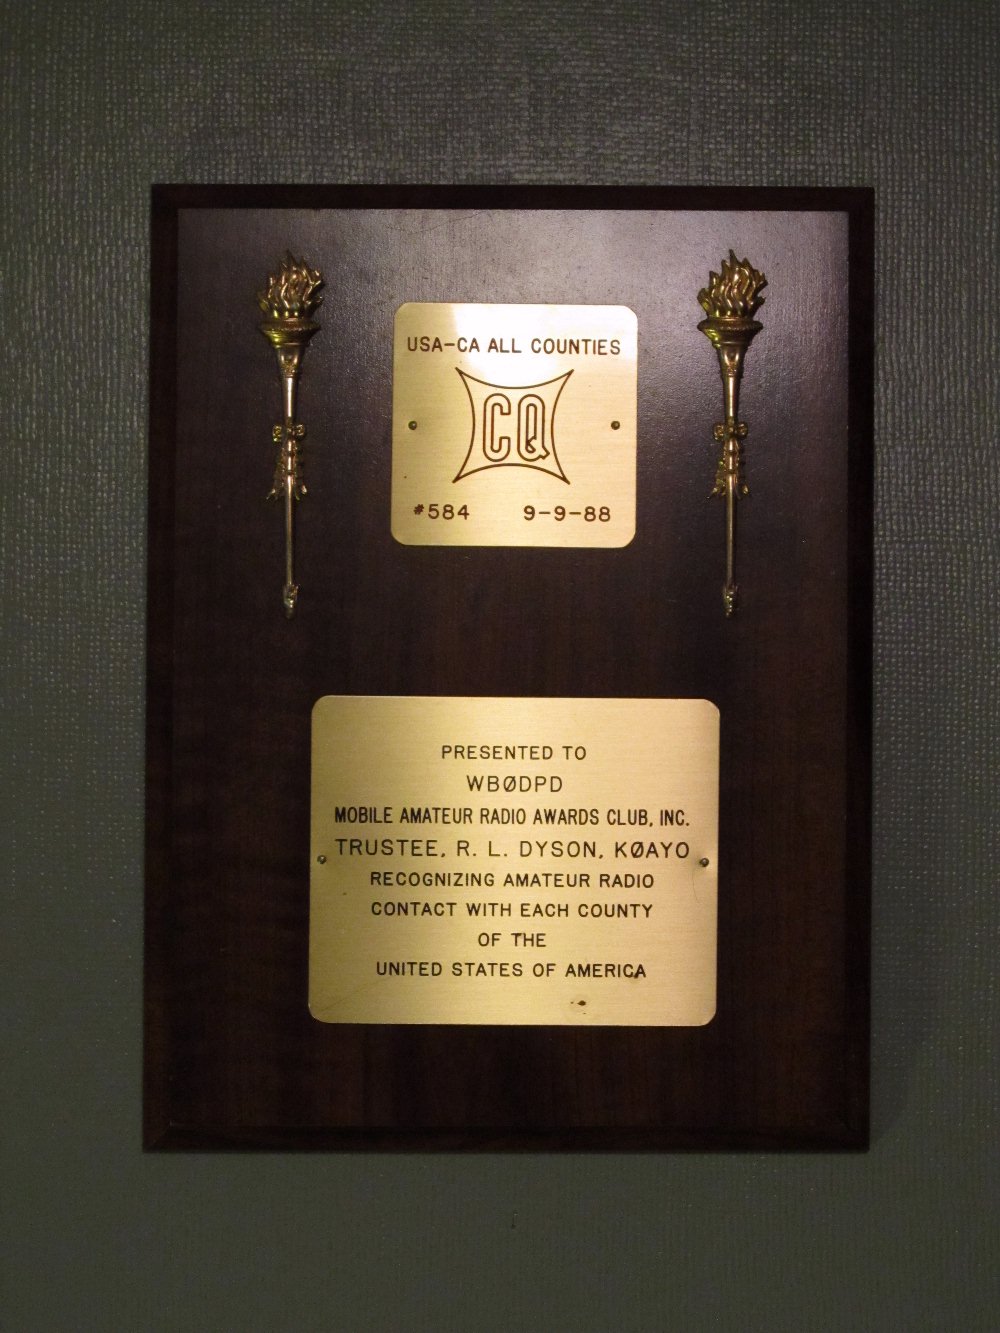 USA-CA ALL COUNTIES
CQ
#584 9-9-88
PRESENTED TO
WBØDPD
MOBILE AMATEUR RADIO AWARDS CLUB, INC.
TRUSTEE, R. L. DYSON, KØAYO
RECOGNIZING AMATEUR RADIO
CONTACT WITH EACH COUNTY
OF THE
UNITED STATES OF AMERICA